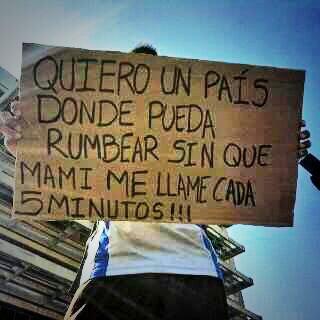 QUIERO UN PAÍS
DONDE PUEDA
RUMBEAR SIN QUE
MAMI ME LLAME CADA
5 MINUTOS!!!